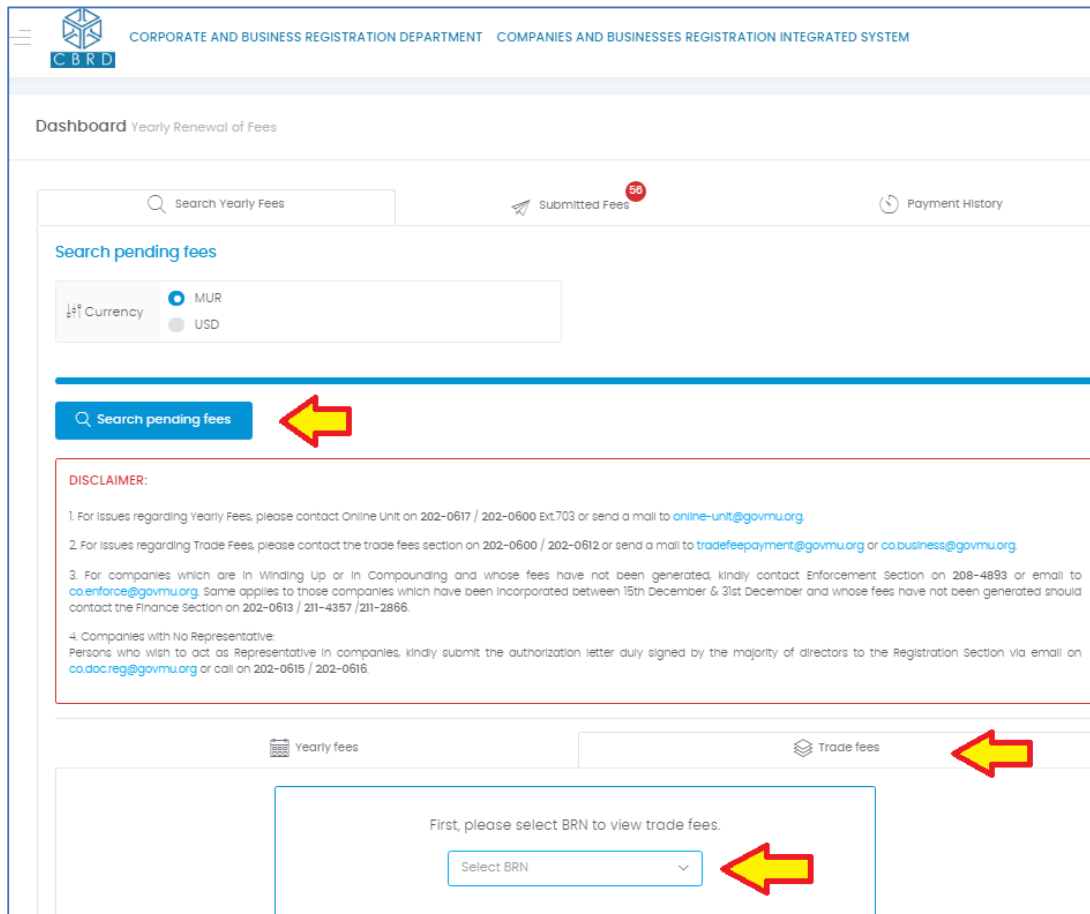 CBRD
CORPORATE AND BUSINESS REGISTRATION DEPARTMENT COMPANIES AND BUSINESSES REGISTRATION INTEGRATED SYSTEM
Dashboard Yearly Renewal of Fees
Search Yearly Fees
Submitted Fees
56
Payment History
Search pending fees
Currency
MUR
USD
Search pending fees
DISCLAIMER:
1. For Issues regarding Yearly Fees, please contact Online Unit on 202-0617 / 202-0600 Ext.703 or send a mail to online-unit@govmu.org.
2. For Issues regarding Trade Fees, please contact the trade fees section on 202-0600 / 202-0612 or send a mail to tradefeepayment@govmu.org or co.business@govmu.org.
3. For companies which are in Winding Up or in Compounding and whose fees have not been generated, kindly contact Enforcement Section on 208-4893 or email to
co.enforce@govmu.org. Same applies to those companies which have been incorporated between 15th December & 31st December and whose fees have not been generated should
contact the Finance Section on 202-0613 / 211-4357 /211-2866.
4. Companies with No Representative:
Persons who wish to act as Representative in companies, kindly submit the authorization letter duly signed by the majority of directors to the Registration Section via email on
co.doc.reg@govmu.org or call on 202-0615 / 202-0616.
Yearly fees
Trade fees
First, please select BRN to view trade fees.
Select BRN